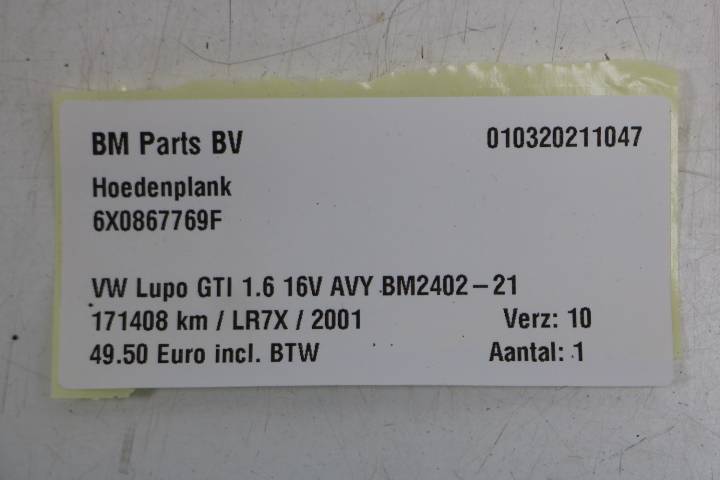 BM Parts BV 010320211047
Hoedenplank
6X0867769F
VW Lupo GTI 1.6 16V AVY BM2402-21
171408 km / LR7X / 2001 Verz: 10
49.50 Euro incl. BTW Aantal: 1